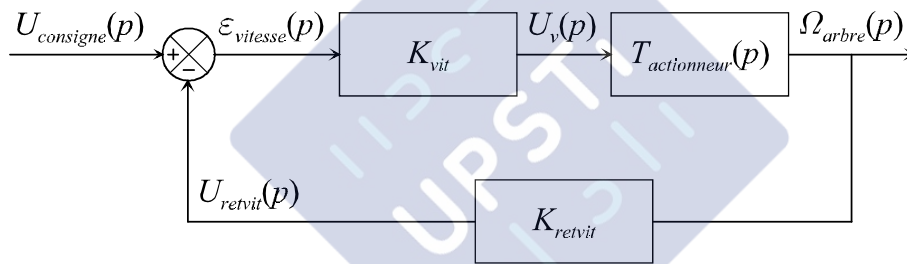 U_consigne(p)
+
−
ε_vitesse(p)
K_vit
U_v(p)
T_actionneur(p)
Ω_arbre(p)
U_retvit(p)
K_retvit
UPSTI